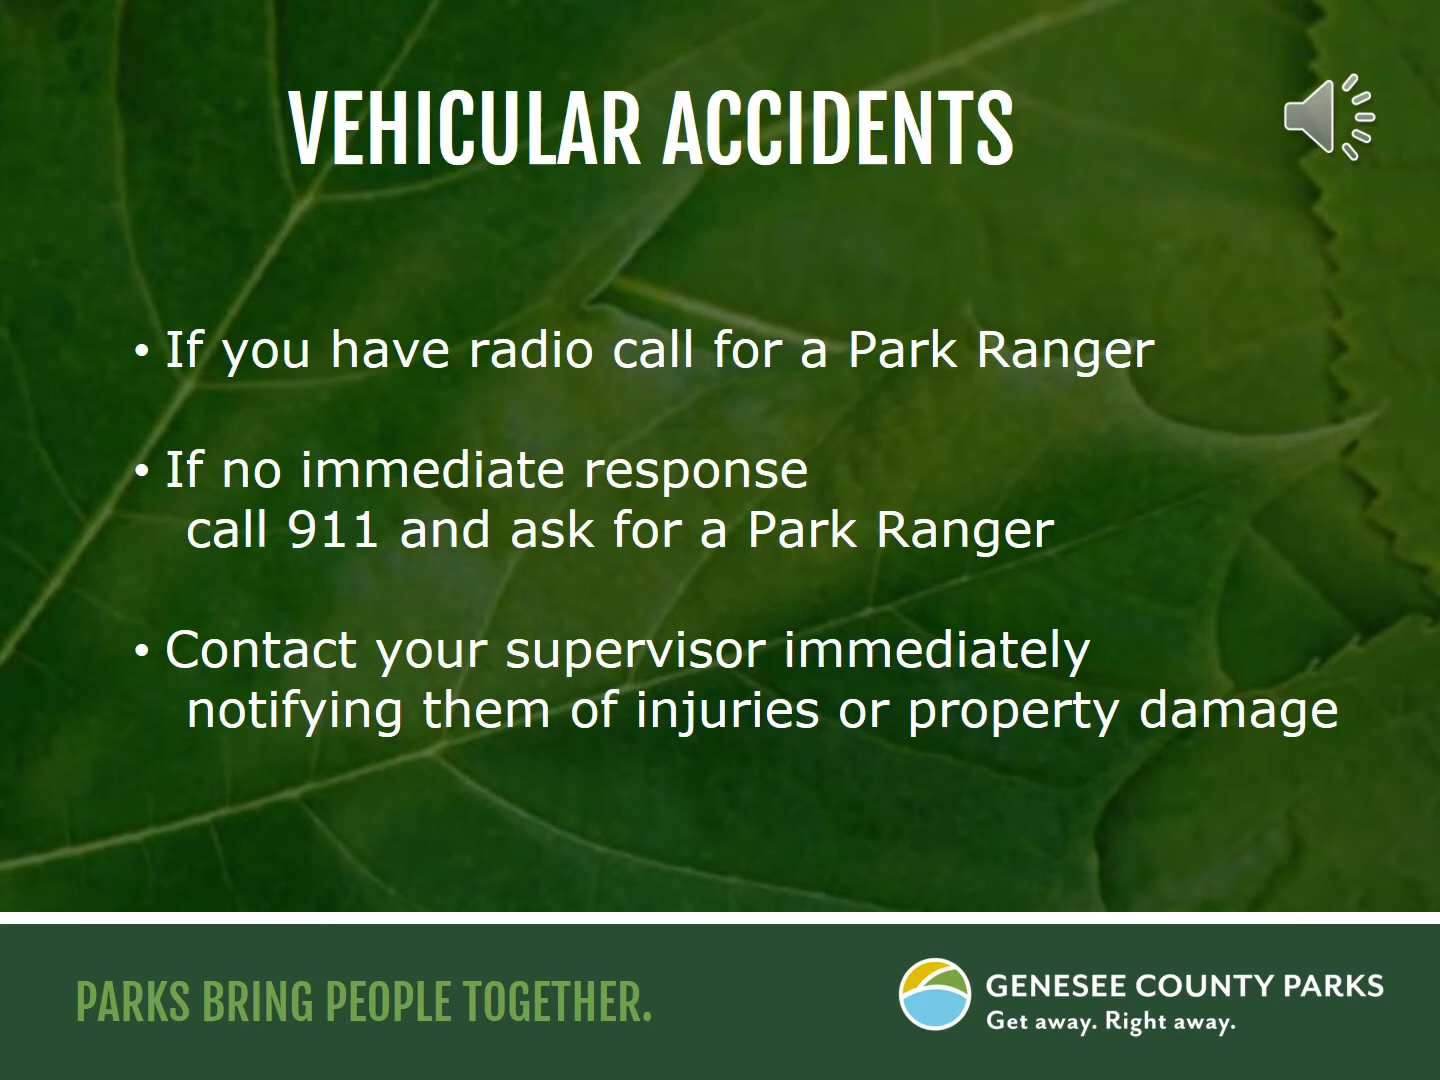 VEHICULAR ACCIDENTS
• If you have radio call for a Park Ranger
• If no immediate response
call 911 and ask for a Park Ranger
• Contact your supervisor immediately
notifying them of injuries or property damage
PARKS BRING PEOPLE TOGETHER.
GENESEE COUNTY PARKS
Get away. Right away.